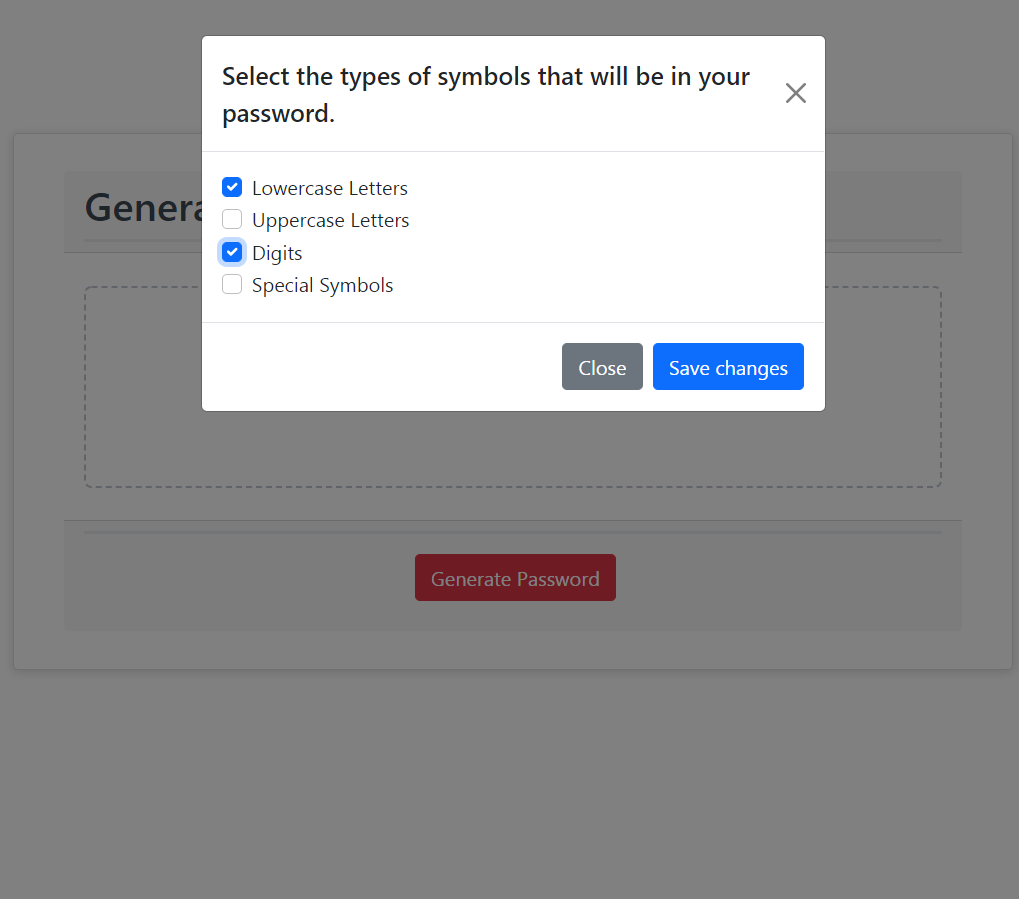 Select the types of symbols that will be in your
password.
Lowercase Letters
Uppercase Letters
Digits
Special Symbols
Close
Save changes
Generate Password